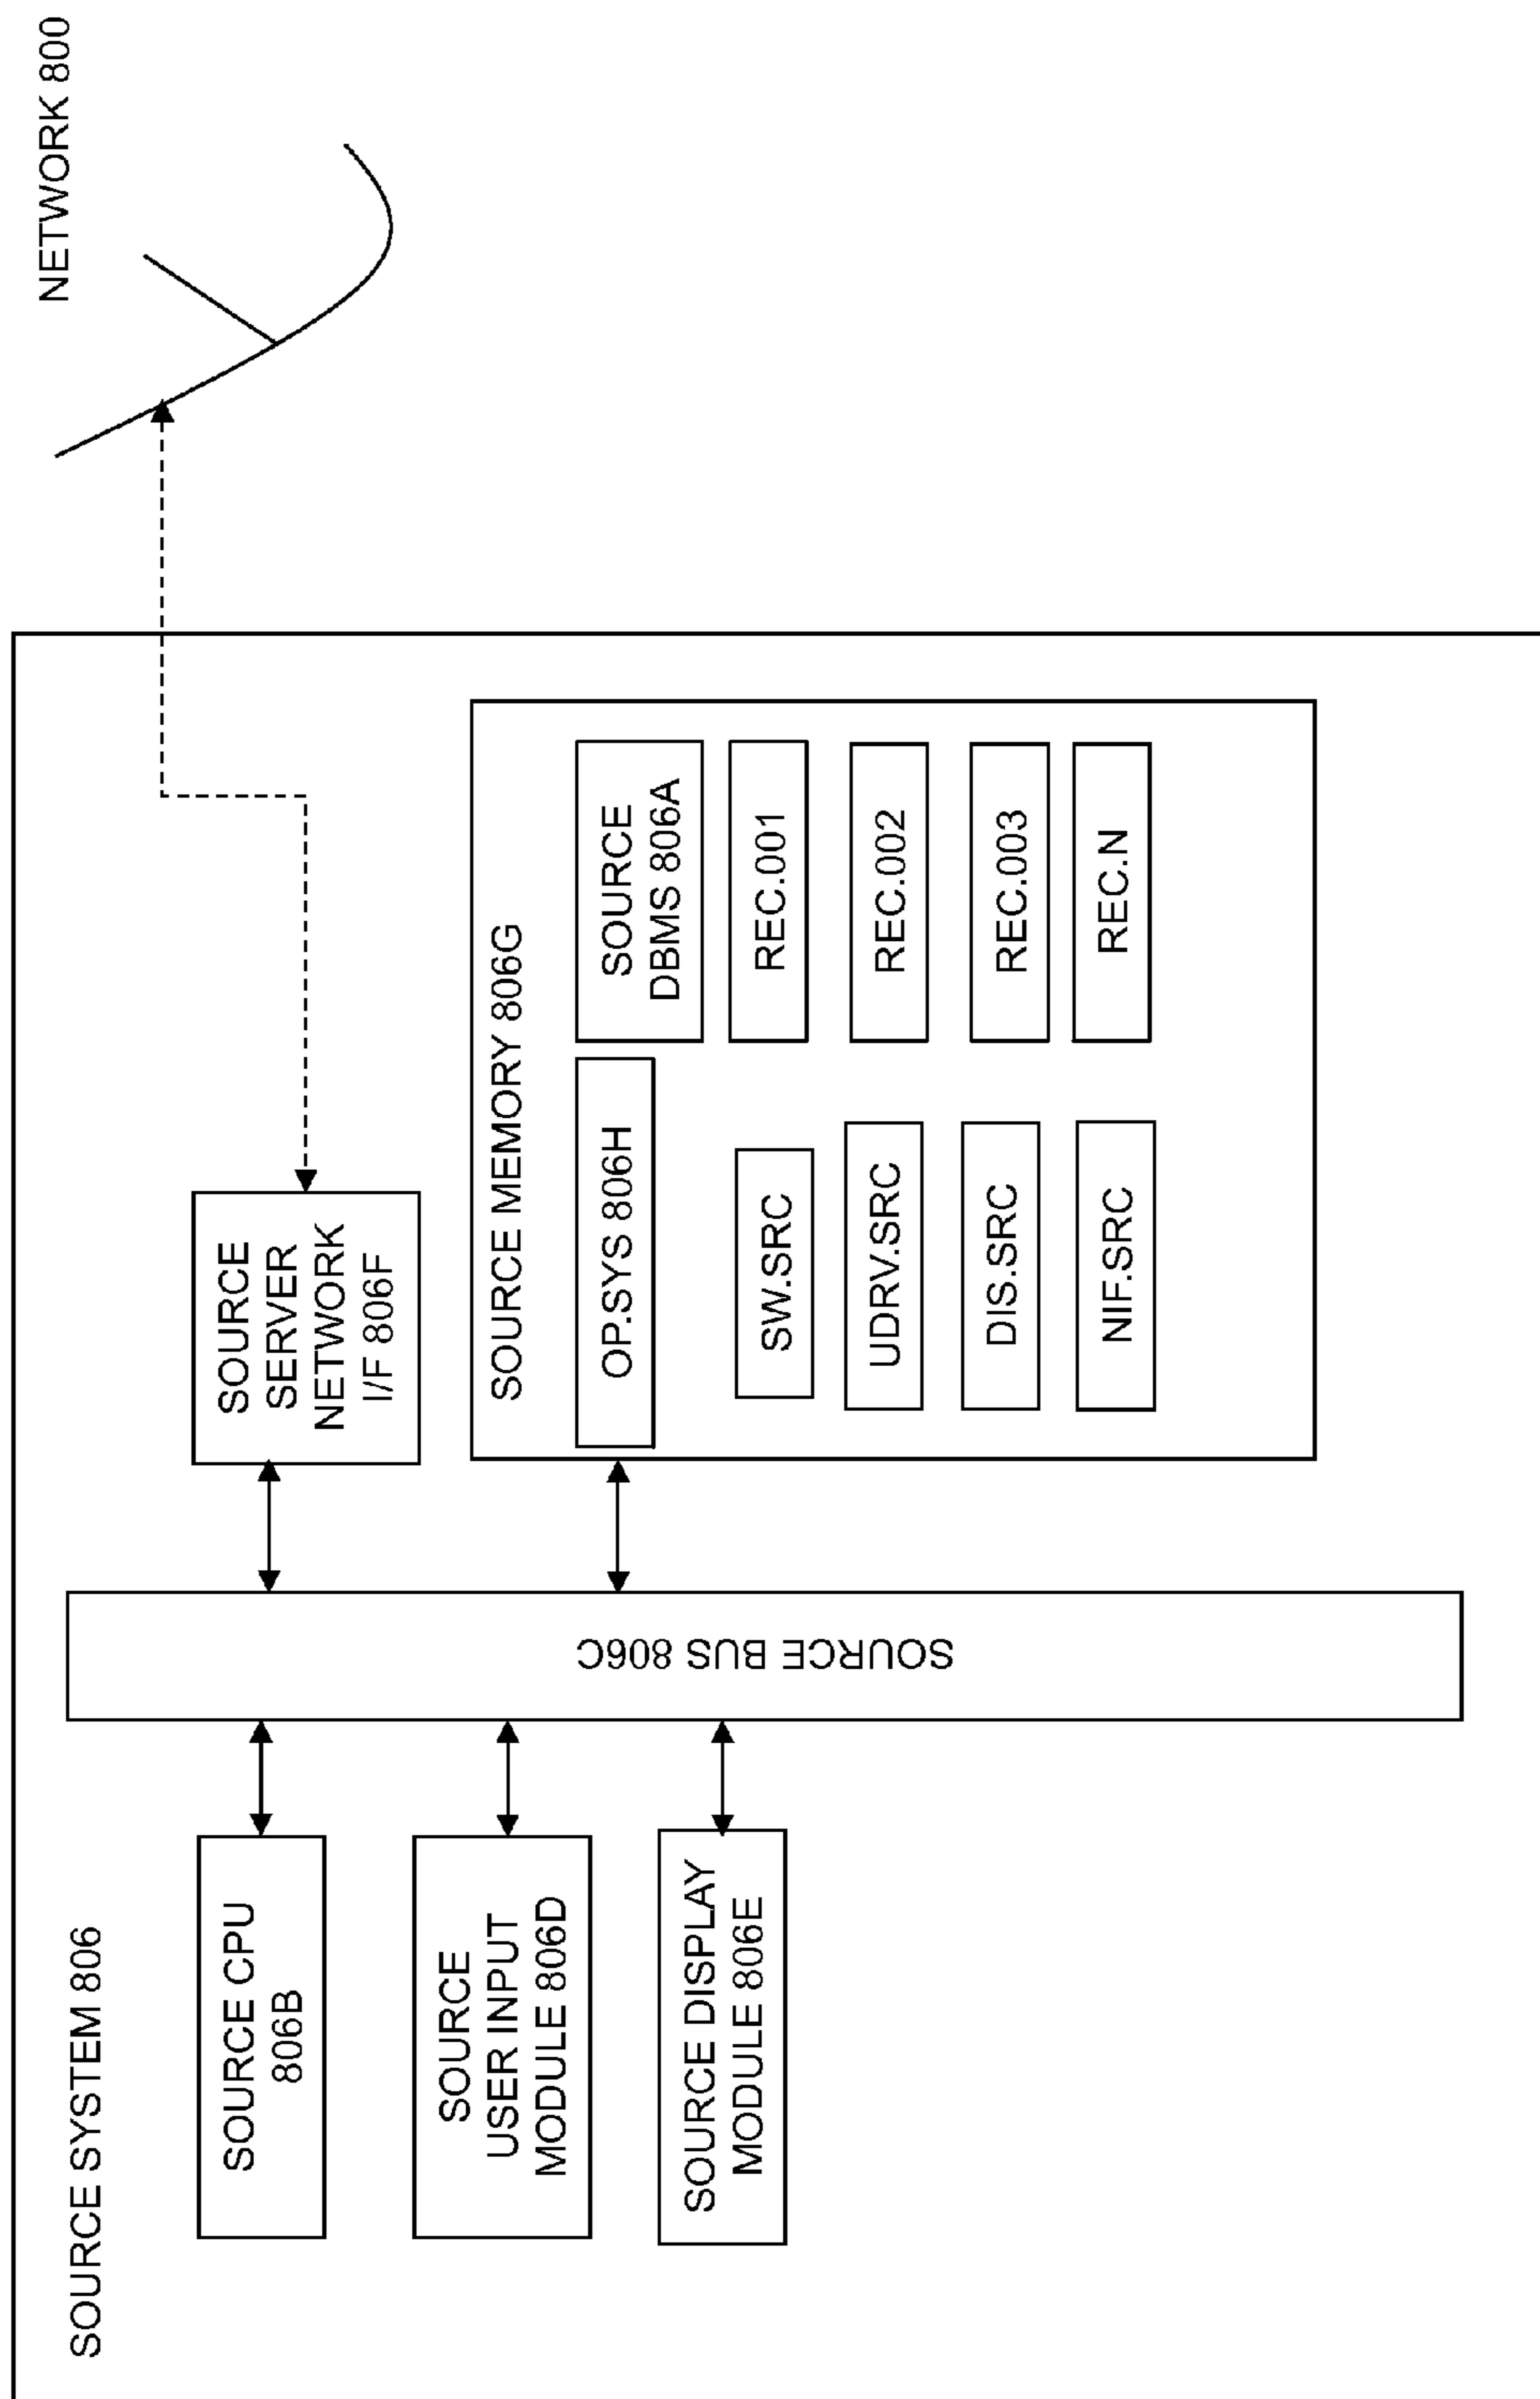 SOURCE SYSTEM 806
NETWORK 800
SOURCE CPU
806B
SOURCE
USER INPUT
MODULE 806D
SOURCE DISPLAY
MODULE 806E
SOURCE BUS 806C
SOURCE
SERVER
NETWORK
I/F 806F
SOURCE MEMORY 806G
OP.SYS 806H
SW.SRC
UDRV.SRC
DIS.SRC
NIF.SRC
SOURCE
DBMS 806A
REC.001
REC.002
REC.003
REC.N